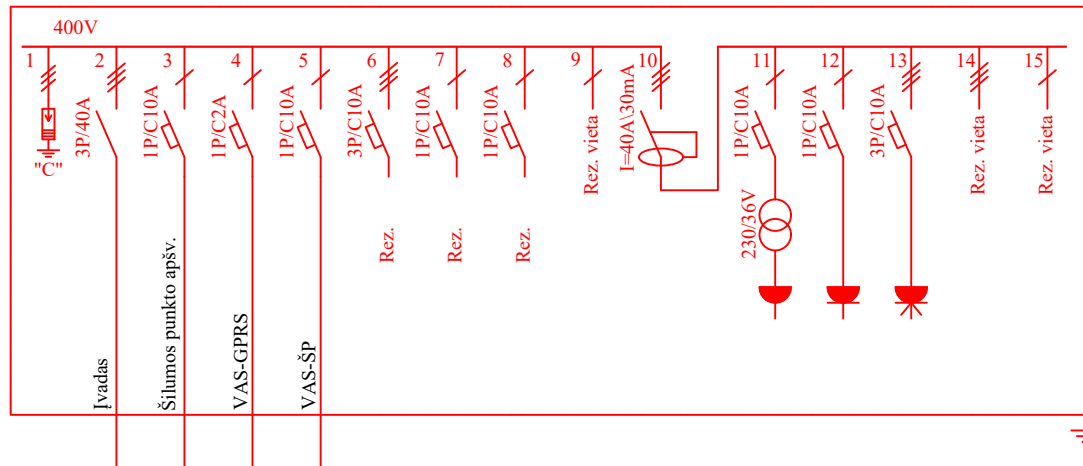 400V
1
2
3
4
5
6
7
8
9
10
11
12
13
14
15
"C"
3P/40A
1P/C10A
1P/C2A
1P/C10A
3P/C10A
1P/C10A
1P/C10A
Rez. vieta
I=40A\30mA
1P/C10A
1P/C10A
3P/C10A
Rez. vieta
Rez. vieta
230/36V
Rez.
Rez.
Rez.
Įvadas
Šilumos punkto apšv.
VAS-GPRS
VAS-ŠP